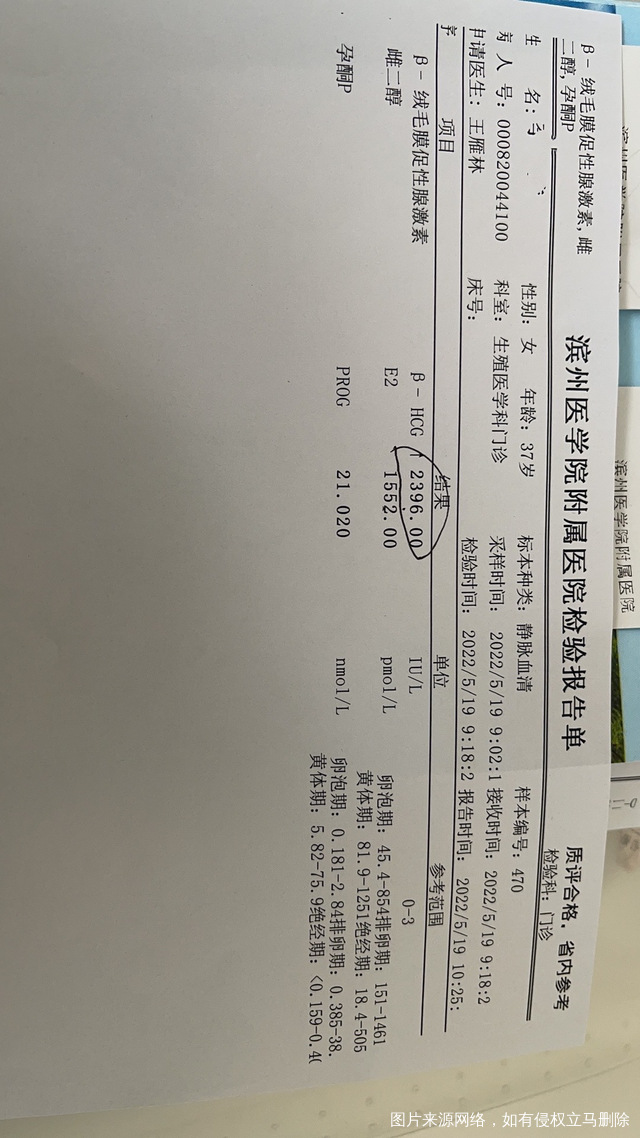 β-绒毛膜促性腺激素,雌
二醇,孕酮P
滨州医学院附属医院检验报告单
质评合格,省内参考
检验科:门诊
名: 性别:女 年龄:37岁 标本种类:静脉血清 样本编号:470
人号:000820044100 科室:生殖医学科门诊 采样时间:2022/5/19 9:02:1 接收时间:2022/5/19 9:18:2
申请医生:王雁林 床号: 检验时间:2022/5/19 9:18:2 报告时间:2022/5/19 10:25:
项目 结果 单位 参考范围
β-绒毛膜促性腺激素 β-HCG 2396.00 IU/L 0-3
雌二醇 E2 1552.00 pmol/L 卵泡期:45.4-854排卵期:151-1461
黄体期:81.9-1251绝经期:18.4-505
孕酮P PROG 21.020 nmol/L 卵泡期:0.181-2.84排卵期:0.385-38.
黄体期:5.82-75.9绝经期:<0.159-0.4
滨州医学院附属医院
图片来源网络,如有侵权立马删除